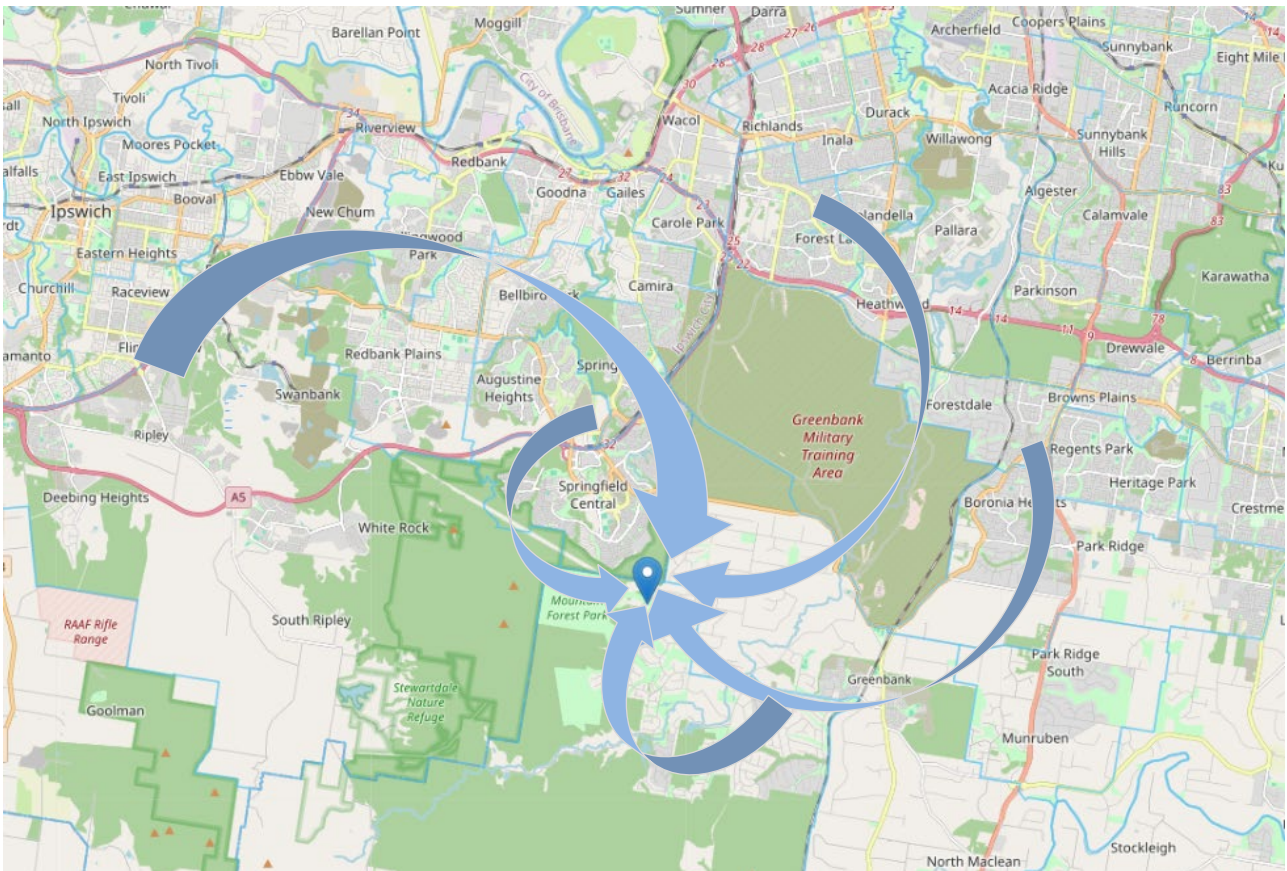 Moggill
Sumner
Darra
Coopers Plains
Barellan Point
Archerfield
Sunnybank
Eight Mile
North Tivoli
City of Brisbane
Acacia Ridge
Tivoli
North Ipswich
Riverview
Wacol
Richlands
Durack
Runcorn
Moores Pocket
Redbank
Inala
Willawong
Sunnybank
Hills
East Ipswich
Ebbw Vale
Goodna
Gailes
Algester
Booval
Ipswich
New Chum
Carole Park
Pallara
Calamvale
Eastern Heights
Park
Forest
Karawatha
Churchill
Raceview
Camira
Parkinson
Heathwood
Drewvale
Berrinba
Redbank Plains
Augustine
Heights
Swanbank
Forestdale
Browns Plains
Ripley
Greenbank
Military
Training
Area
Regents Park
Deebing Heights
A5
Springfield
Central
Heritage Park
Boronia Heights
White Rock
Park Ridge
RAAF Rifle
Range
South Ripley
Forest Park
Park Ridge
South
Stewartdale
Nature
Refuge
Greenbank
Goolman
Munruben
Stockleigh
North Maclean